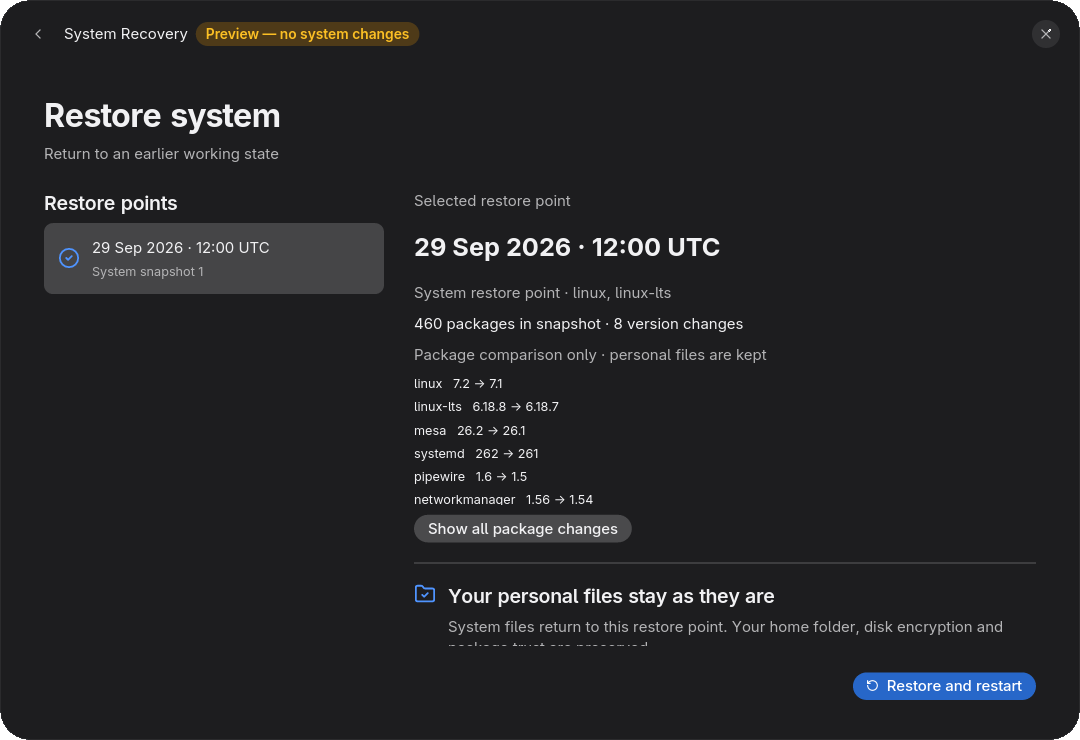 System Recovery
Preview — no system changes
Restore system
Return to an earlier working state
Restore points
29 Sep 2026 · 12:00 UTC
System snapshot 1
Selected restore point
29 Sep 2026 · 12:00 UTC
System restore point · linux, linux-lts
460 packages in snapshot · 8 version changes
Package comparison only · personal files are kept
linux 7.2 → 7.1
linux-lts 6.18.8 → 6.18.7
mesa 26.2 → 26.1
systemd 262 → 261
pipewire 1.6 → 1.5
networkmanager 1.56 → 1.54
Show all package changes
Your personal files stay as they are
System files return to this restore point. Your home folder, disk encryption and
package trust are preserved.
Restore and restart